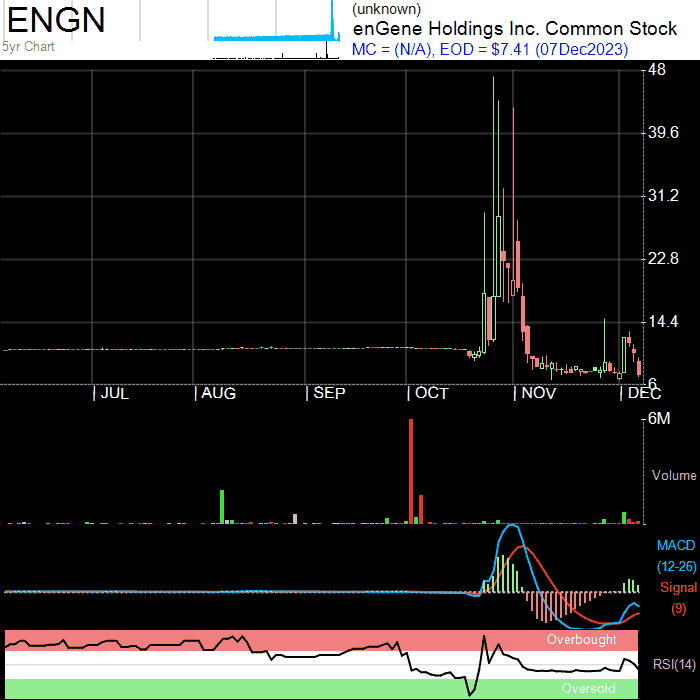 ENGN
5yr Chart
(unknown)
enGene Holdings Inc. Common Stock
MC = (N/A), EOD = $7.41 (07Dec2023)
48
39.6
31.2
22.8
14.4
6
JUL AUG SEP OCT NOV DEC
6M
Volume
MACD
(12-26)
Signal
(9)
Overbought
RSI(14)
Oversold